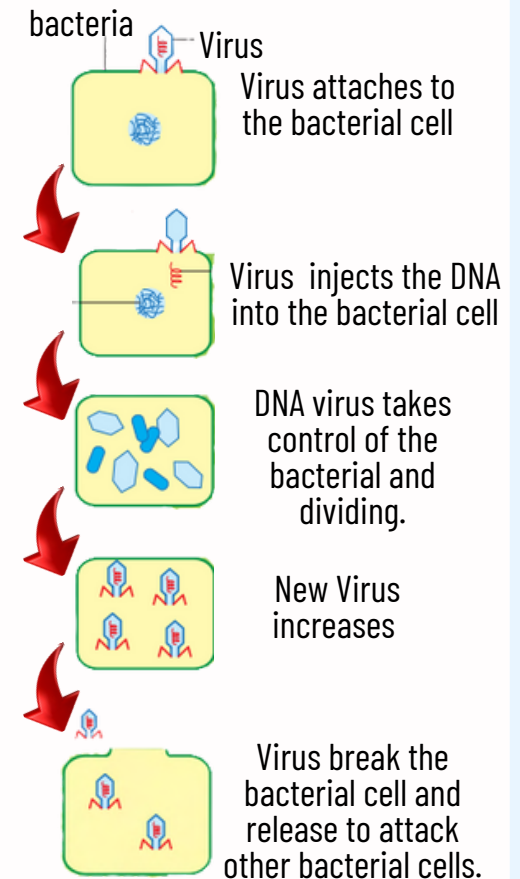 bacteria
Virus
Virus attaches to
the bacterial cell
Virus injects the DNA
into the bacterial cell
DNA virus takes
control of the
bacterial and
dividing.
New Virus
increases
Virus break the
bacterial cell and
release to attack
other bacterial cells.